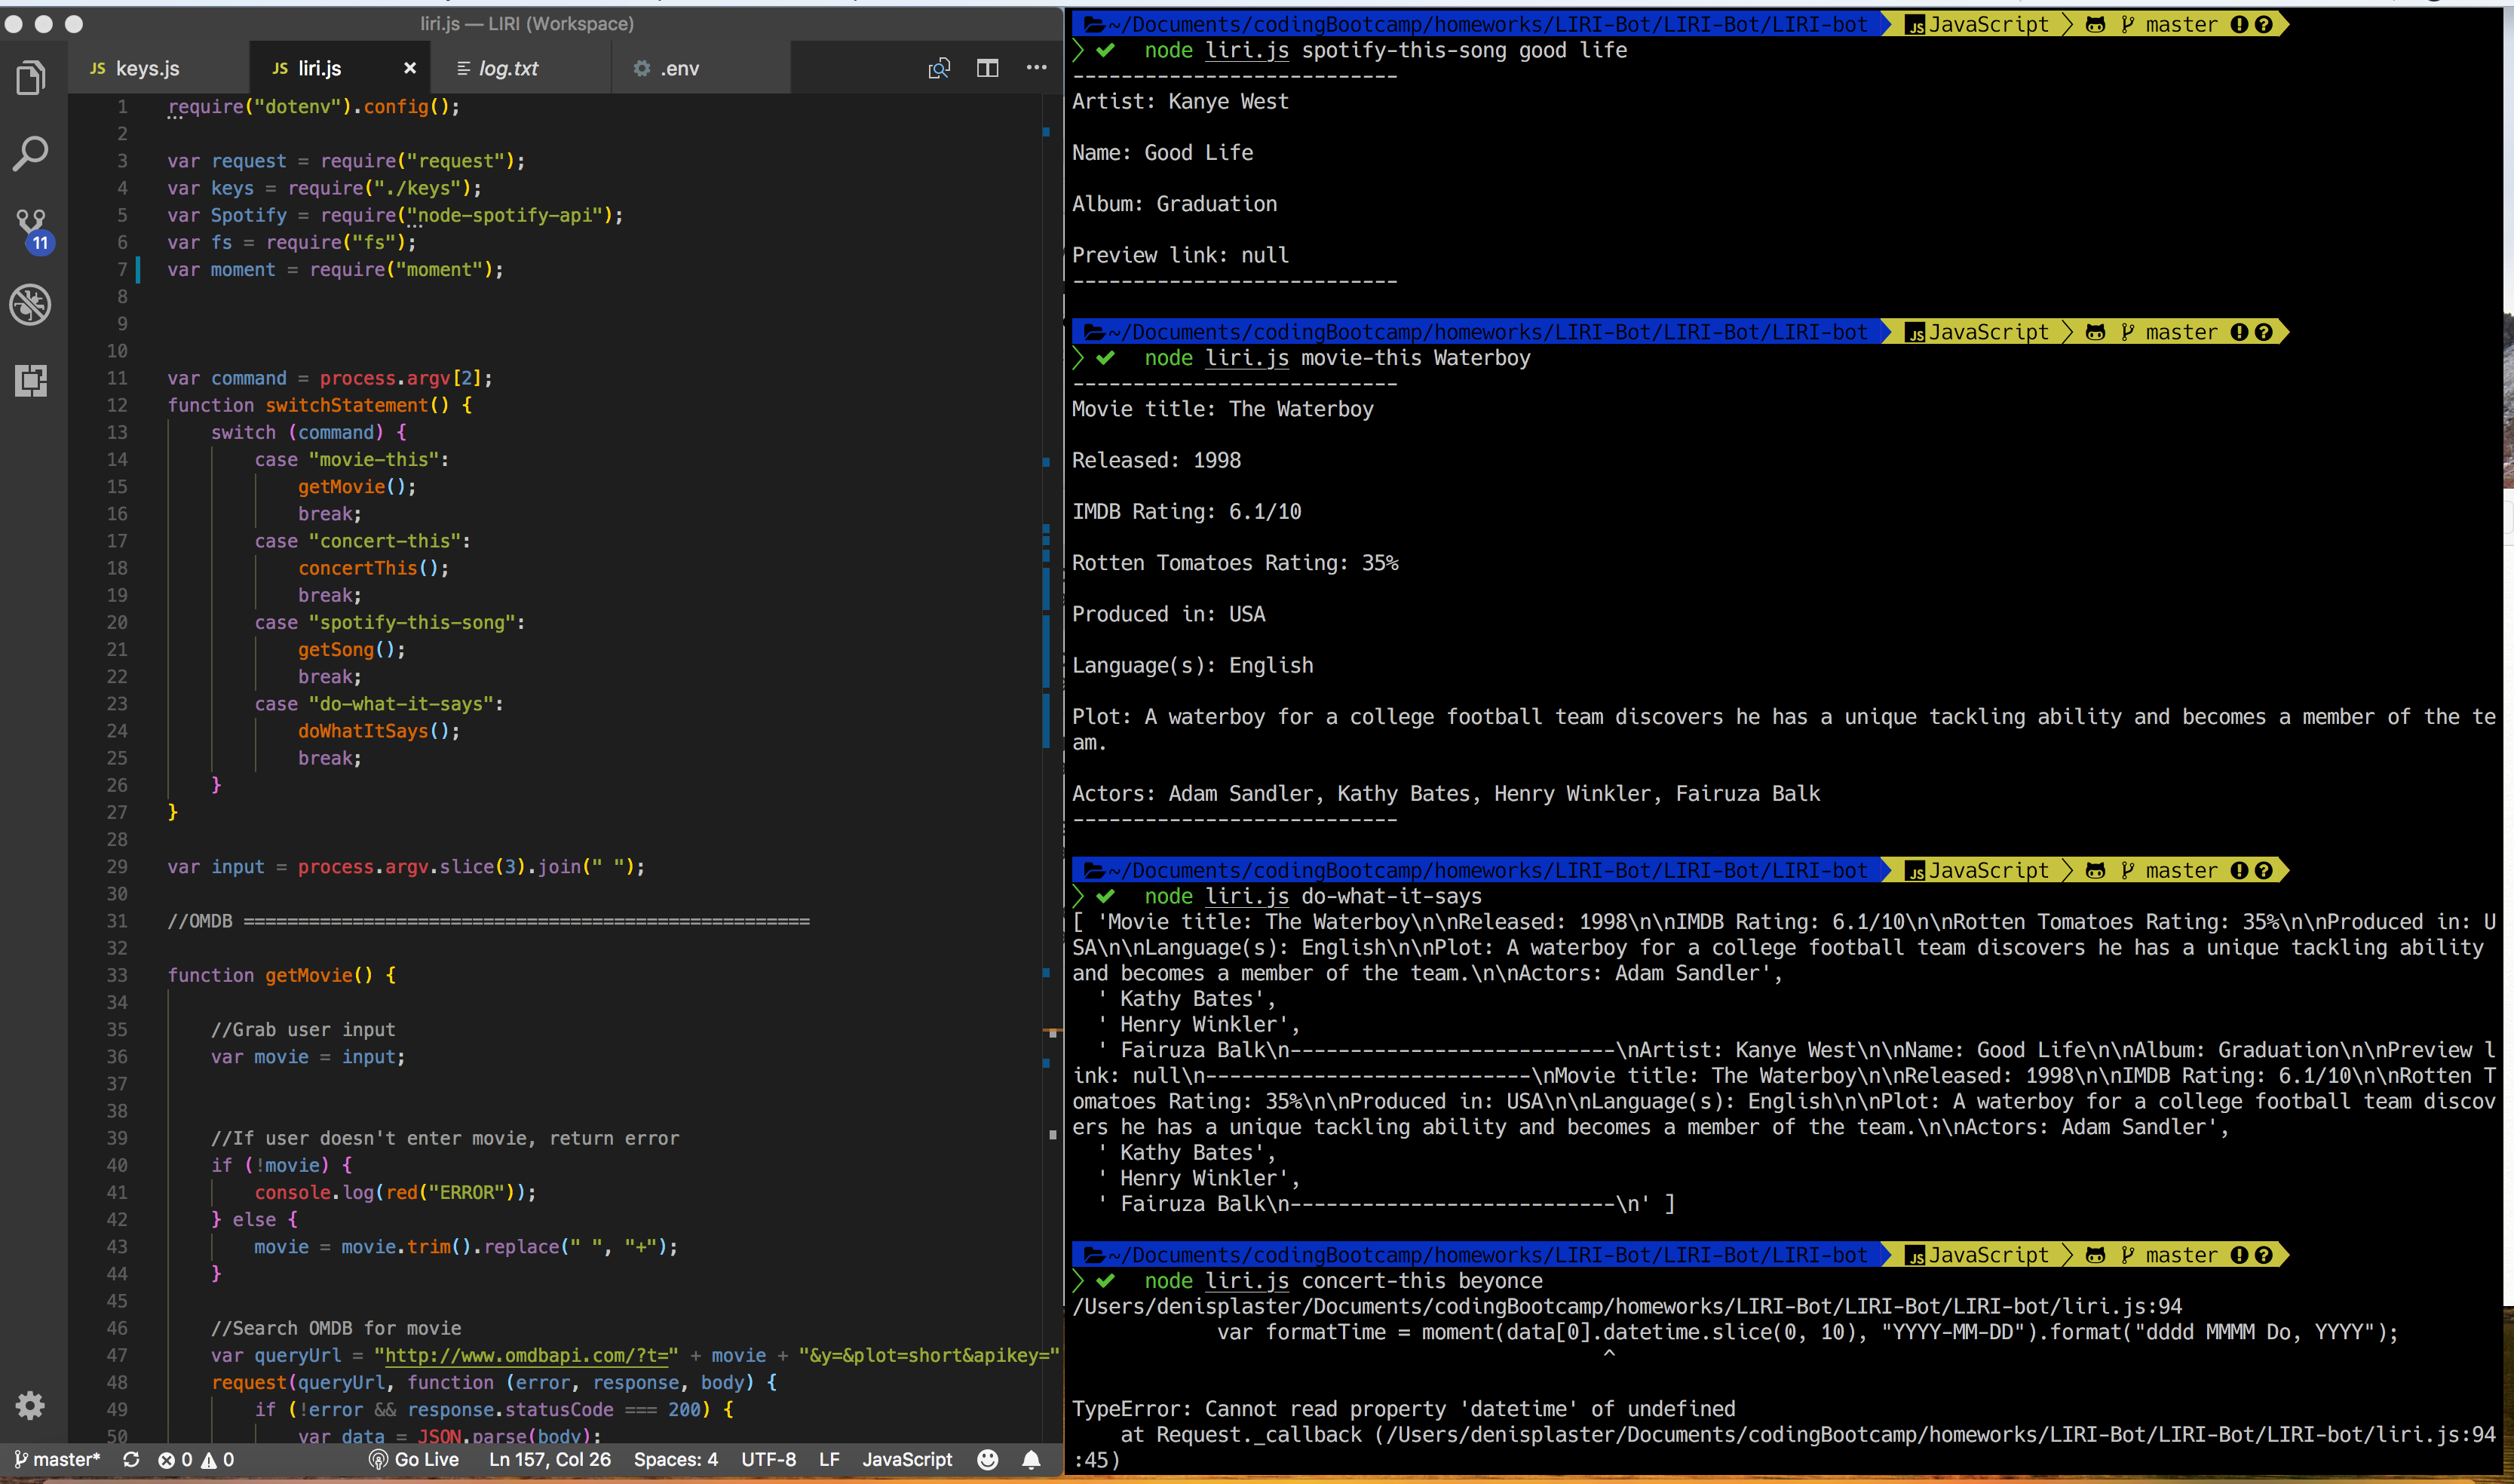 liri.js — LIRI (Workspace)
JS keys.js
JS liri.js ×
log.txt
.env
11
1 require("dotenv").config();
2
3 var request = require("request");
4 var keys = require("./keys");
5 var Spotify = require("node-spotify-api");
6 var fs = require("fs");
7 var moment = require("moment");
8
9
10
11 var command = process.argv[2];
12 function switchStatement() {
13 switch (command) {
14 case "movie-this":
15 getMovie();
16 break;
17 case "concert-this":
18 concertThis();
19 break;
20 case "spotify-this-song":
21 getSong();
22 break;
23 case "do-what-it-says":
24 doWhatItSays();
25 break;
26 }
27 }
28
29 var input = process.argv.slice(3).join(" ");
30
31 //OMDB ====================================================
32
33 function getMovie() {
34
35 //Grab user input
36 var movie = input;
37
38
39 //If user doesn't enter movie, return error
40 if (!movie) {
41 console.log(red("ERROR"));
42 } else {
43 movie = movie.trim().replace(" ", "+");
44 }
45
46 //Search OMDB for movie
47 var queryUrl = "http://www.omdbapi.com/?t=" + movie + "&y=&plot=short&apikey="
48 request(queryUrl, function (error, response, body) {
49 if (!error && response.statusCode === 200) {
50 var data = JSON.parse(body);
master* 0 0 Go Live Ln 157, Col 26 Spaces: 4 UTF-8 LF JavaScript
~/Documents/codingBootcamp/homeworks/LIRI-Bot/LIRI-Bot/LIRI-bot JS JavaScript master ! ?
❯ ✔ node liri.js spotify-this-song good life
---------------------------
Artist: Kanye West
Name: Good Life
Album: Graduation
Preview link: null
---------------------------
~/Documents/codingBootcamp/homeworks/LIRI-Bot/LIRI-Bot/LIRI-bot JS JavaScript master ! ?
❯ ✔ node liri.js movie-this Waterboy
---------------------------
Movie title: The Waterboy
Released: 1998
IMDB Rating: 6.1/10
Rotten Tomatoes Rating: 35%
Produced in: USA
Language(s): English
Plot: A waterboy for a college football team discovers he has a unique tackling ability and becomes a member of the te
am.
Actors: Adam Sandler, Kathy Bates, Henry Winkler, Fairuza Balk
---------------------------
~/Documents/codingBootcamp/homeworks/LIRI-Bot/LIRI-Bot/LIRI-bot JS JavaScript master ! ?
❯ ✔ node liri.js do-what-it-says
[ 'Movie title: The Waterboy\n\nReleased: 1998\n\nIMDB Rating: 6.1/10\n\nRotten Tomatoes Rating: 35%\n\nProduced in: U
SA\n\nLanguage(s): English\n\nPlot: A waterboy for a college football team discovers he has a unique tackling ability
and becomes a member of the team.\n\nActors: Adam Sandler',
' Kathy Bates',
' Henry Winkler',
' Fairuza Balk\n---------------------------\nArtist: Kanye West\n\nName: Good Life\n\nAlbum: Graduation\n\nPreview l
ink: null\n---------------------------\nMovie title: The Waterboy\n\nReleased: 1998\n\nIMDB Rating: 6.1/10\n\nRotten T
omatoes Rating: 35%\n\nProduced in: USA\n\nLanguage(s): English\n\nPlot: A waterboy for a college football team discov
ers he has a unique tackling ability and becomes a member of the team.\n\nActors: Adam Sandler',
' Kathy Bates',
' Henry Winkler',
' Fairuza Balk\n---------------------------\n' ]
~/Documents/codingBootcamp/homeworks/LIRI-Bot/LIRI-Bot/LIRI-bot JS JavaScript master ! ?
❯ ✔ node liri.js concert-this beyonce
/Users/denisplaster/Documents/codingBootcamp/homeworks/LIRI-Bot/LIRI-Bot/LIRI-bot/liri.js:94
var formatTime = moment(data[0].datetime.slice(0, 10), "YYYY-MM-DD").format("dddd MMMM Do, YYYY");
^
TypeError: Cannot read property 'datetime' of undefined
at Request._callback (/Users/denisplaster/Documents/codingBootcamp/homeworks/LIRI-Bot/LIRI-Bot/LIRI-bot/liri.js:94
:45)